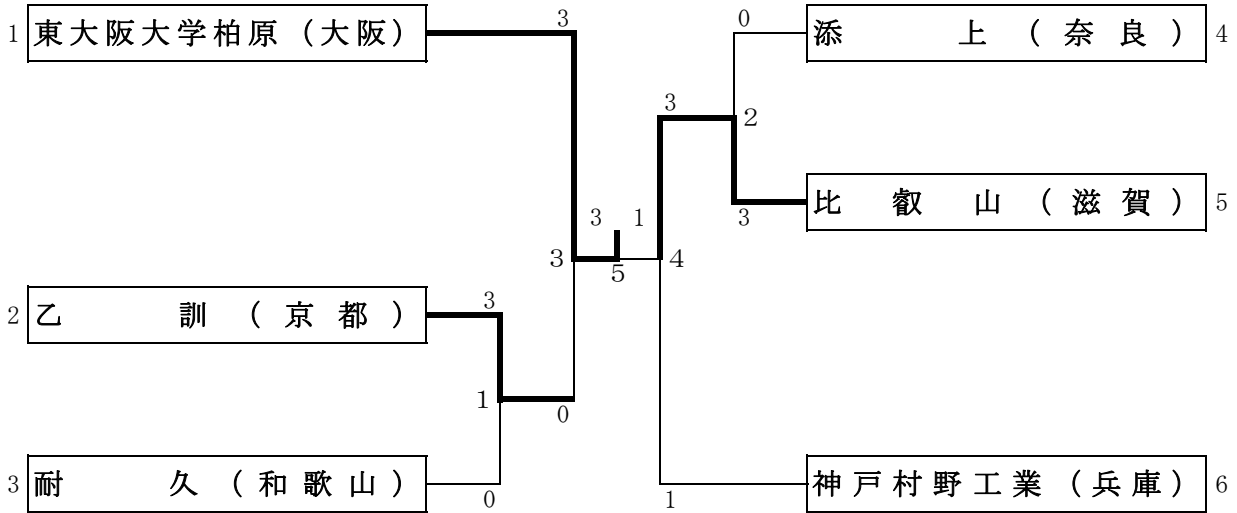 3
0
1 東大阪大学柏原（大阪）
添上（奈良） 4
3
2
比叡山（滋賀） 5
3
3 1
3 5 4
2 乙訓（京都）
3
1
0
3 耐久（和歌山）
0
神戸村野工業（兵庫） 6
1